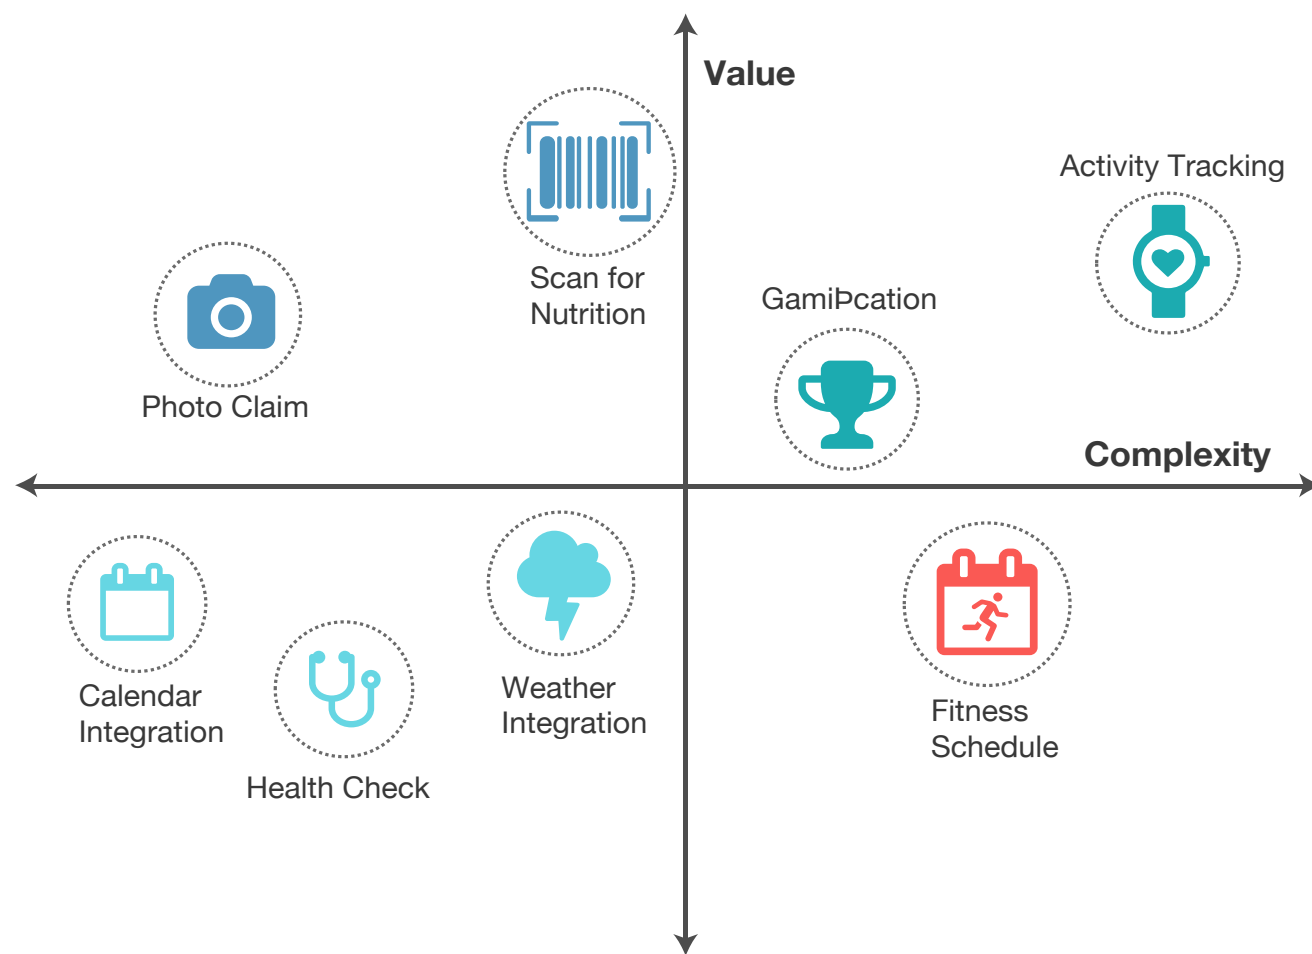 Value
Activity Tracking
Scan for
Nutrition
GamiÞcation
Photo Claim
Complexity
Calendar
Integration
Weather
Integration
Fitness
Schedule
Health Check